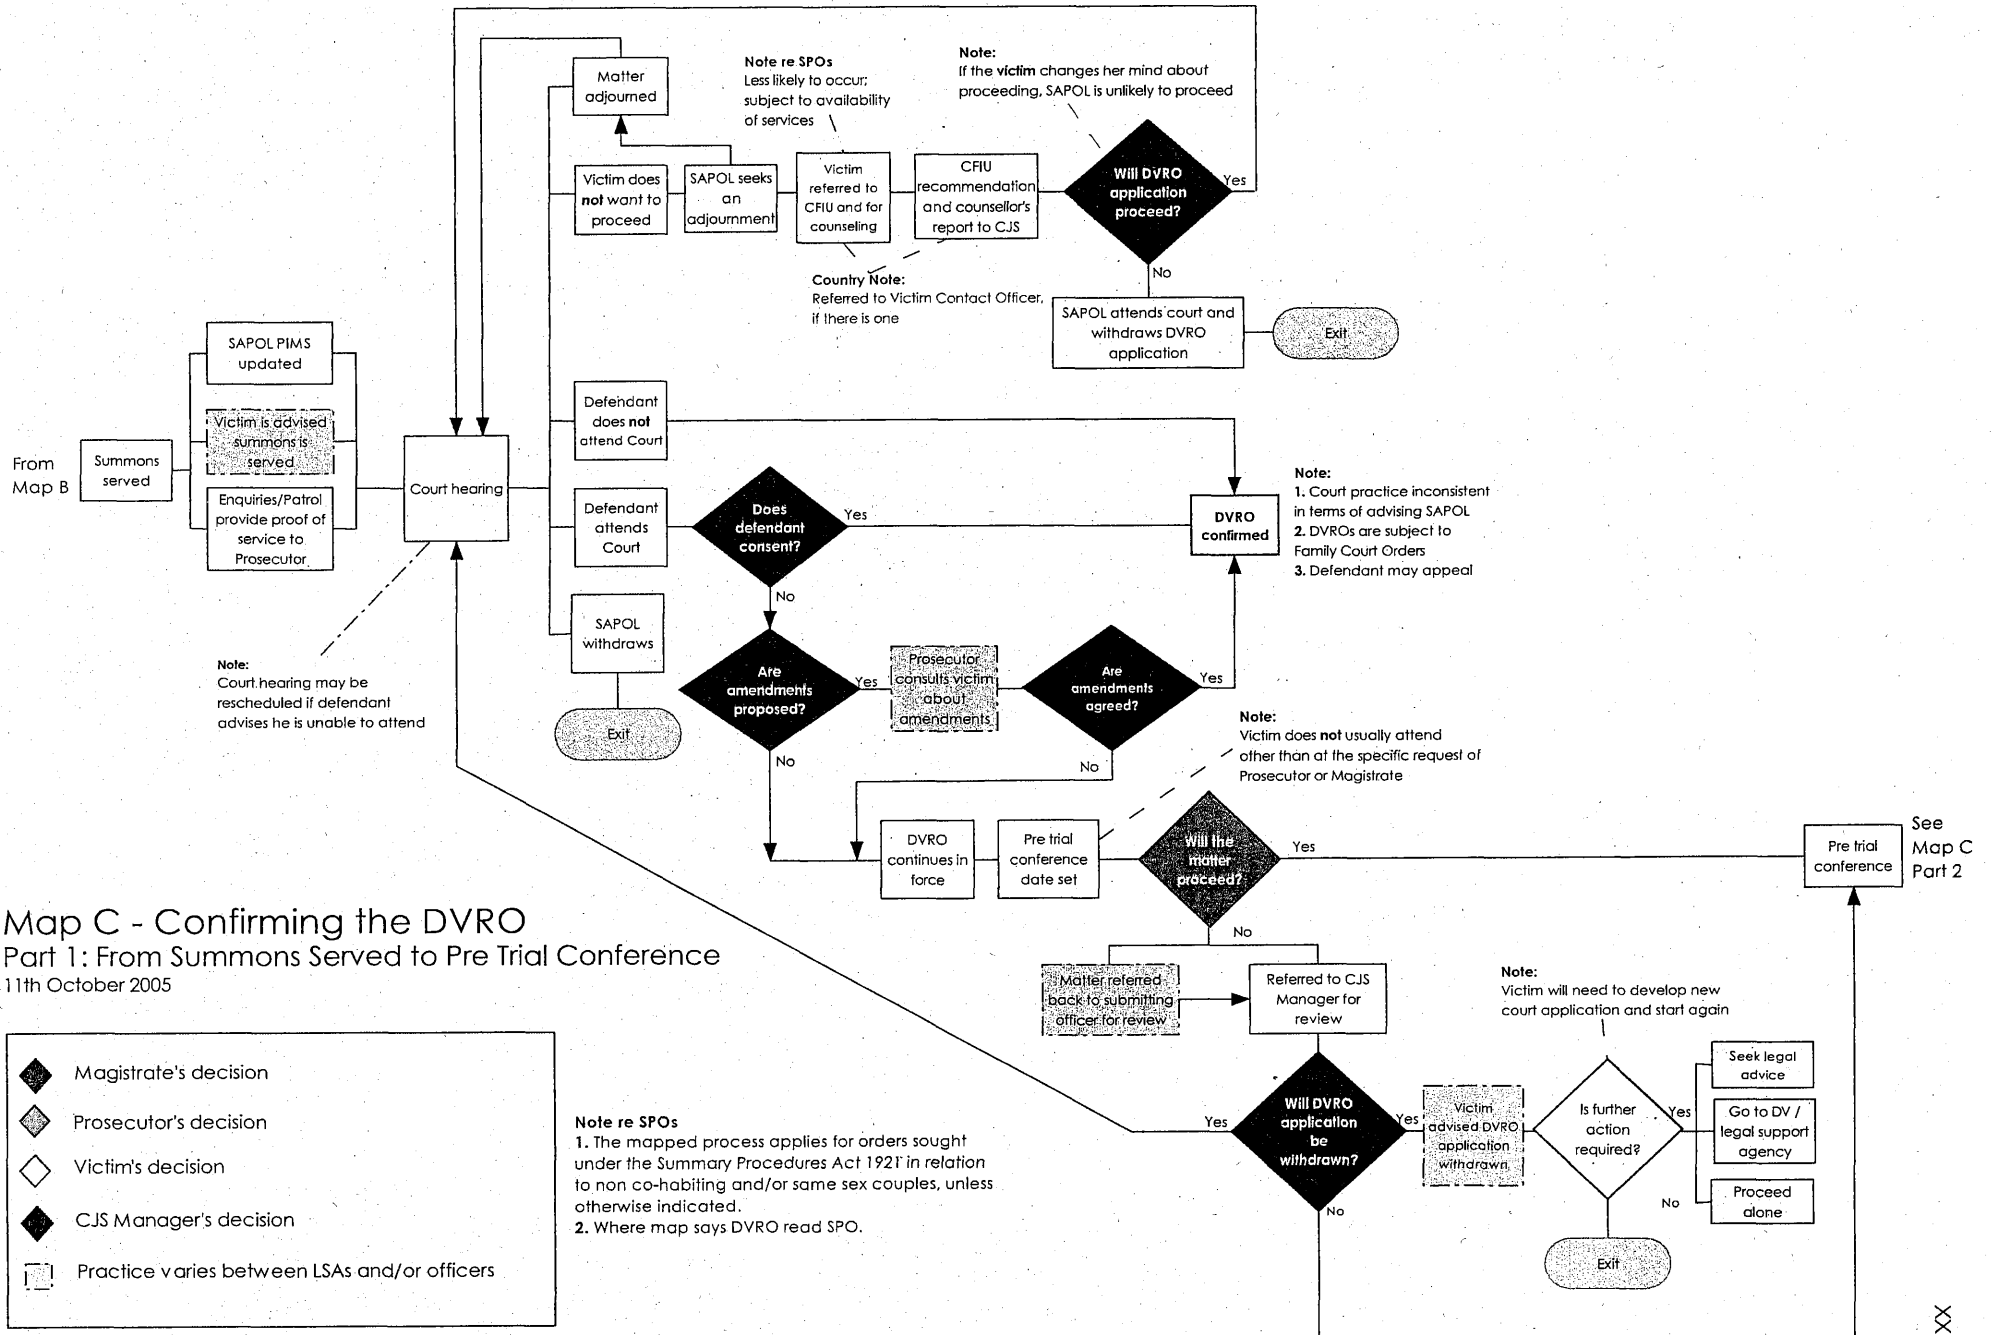 Matter
adjourned
Note re SPOs
Less likely to occur;
subject to availability
of services
Note:
If the victim changes her mind about
proceeding, SAPOL is unlikely to proceed
Victim does
not want to
proceed
SAPOL seeks
an
adjournment
Victim
referred to
CFIU and for
counseling
CFIU
recommendation
and counsellor's
report to CJS
Will DVRO
application
proceed?
Yes
No
Country Note:
Referred to Victim Contact Officer,
if there is one
SAPOL attends court and
withdraws DVRO
application
Exit
From
Map B
Summons
served
SAPOL PIMS
updated
Victim is advised
summons is
served
Enquiries/Patrol
provide proof of
service to
Prosecutor
Court hearing
Note:
Court hearing may be
rescheduled if defendant
advises he is unable to attend
Defendant
does not
attend Court
Defendant
attends
Court
Does
defendant
consent?
Yes
No
DVRO
confirmed
Note:
1. Court practice inconsistent
in terms of advising SAPOL
2. DVROs are subject to
Family Court Orders
3. Defendant may appeal
SAPOL
withdraws
Exit
Are
amendments
proposed?
Yes
No
Prosecutor
consults victim
about
amendments
Are
amendments
agreed?
Yes
No
Note:
Victim does not usually attend
other than at the specific request of
Prosecutor or Magistrate
DVRO
continues in
force
Pre trial
conference
date set
Will the
matter
proceed?
Yes
No
Pre trial
conference
See
Map C
Part 2
Matter referred
back to submitting
officer for review
Referred to CJS
Manager for
review
Will DVRO
application
be
withdrawn?
Yes
Yes
No
Victim
advised DVRO
application
withdrawn
Note:
Victim will need to develop new
court application and start again
Is further
action
required?
Yes
No
Seek legal
advice
Go to DV /
legal support
agency
Proceed
alone
Exit
Map C - Confirming the DVRO
Part 1: From Summons Served to Pre Trial Conference
11th October 2005
Magistrate's decision
Prosecutor's decision
Victim's decision
CJS Manager's decision
Practice varies between LSAs and/or officers
Note re SPOs
1. The mapped process applies for orders sought
under the Summary Procedures Act 1921 in relation
to non co-habiting and/or same sex couples, unless
otherwise indicated.
2. Where map says DVRO read SPO.
XX